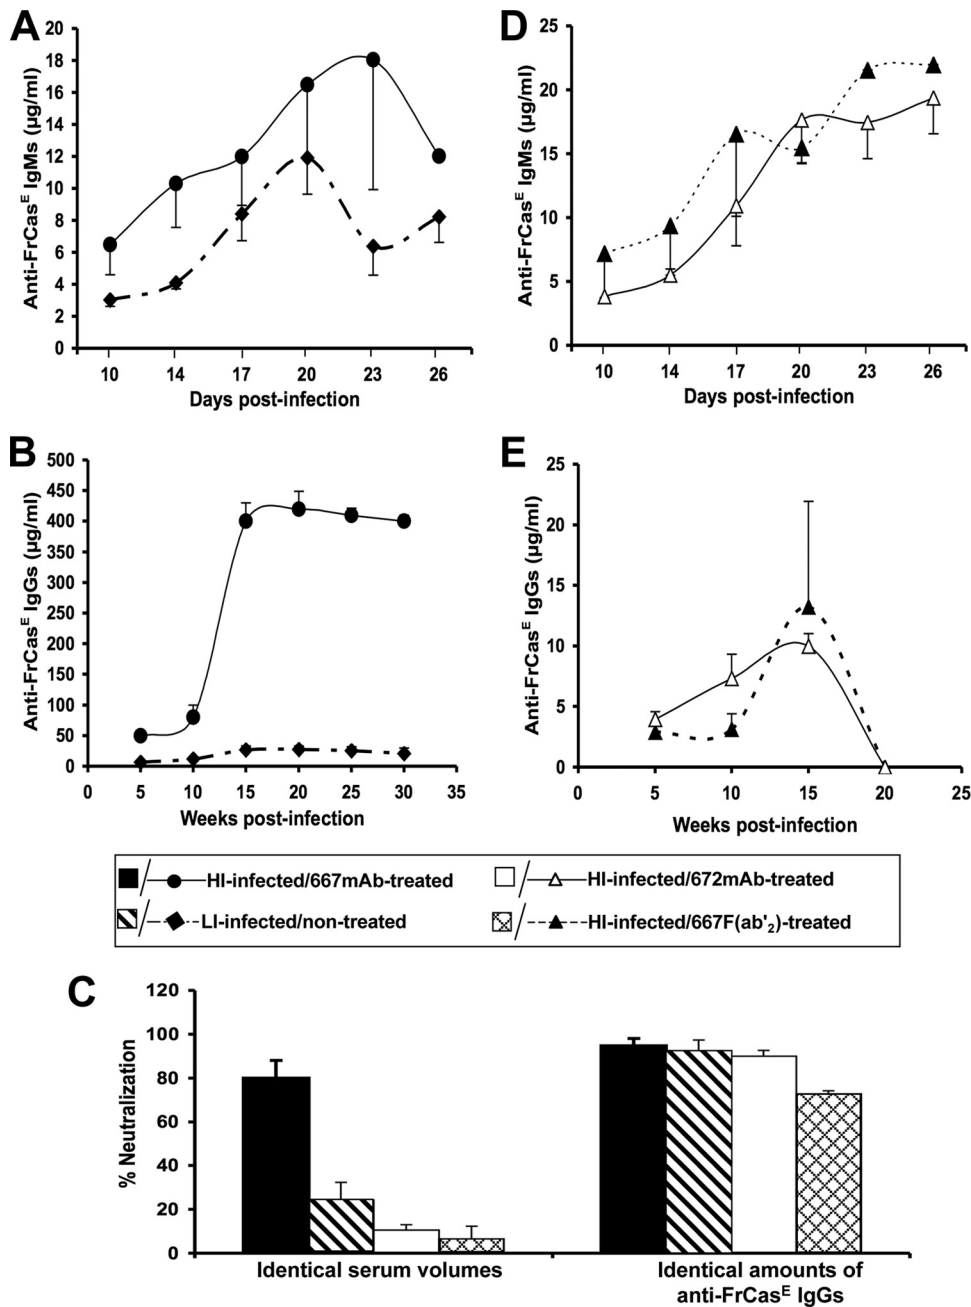 A
Anti-FrCasE IgMs (µg/ml)
20
18
16
14
12
10
8
6
4
2
0
10 14 17 20 23 26
Days post-infection
D
Anti-FrCasE IgMs (µg/ml)
25
20
15
10
5
0
10 14 17 20 23 26
Days post-infection
B
Anti-FrCasE IgGs (µg/ml)
500
450
400
350
300
250
200
150
100
50
0
0 5 10 15 20 25 30 35
Weeks post-infection
E
Anti-FrCasE IgGs (µg/ml)
25
20
15
10
5
0
0 5 10 15 20 25
Weeks post-infection
HI-infected/667mAb-treated
HI-infected/672mAb-treated
LI-infected/non-treated
HI-infected/667F(ab'2)-treated
C
% Neutralization
120
100
80
60
40
20
0
Identical serum volumes
Identical amounts of
anti-FrCasE IgGs